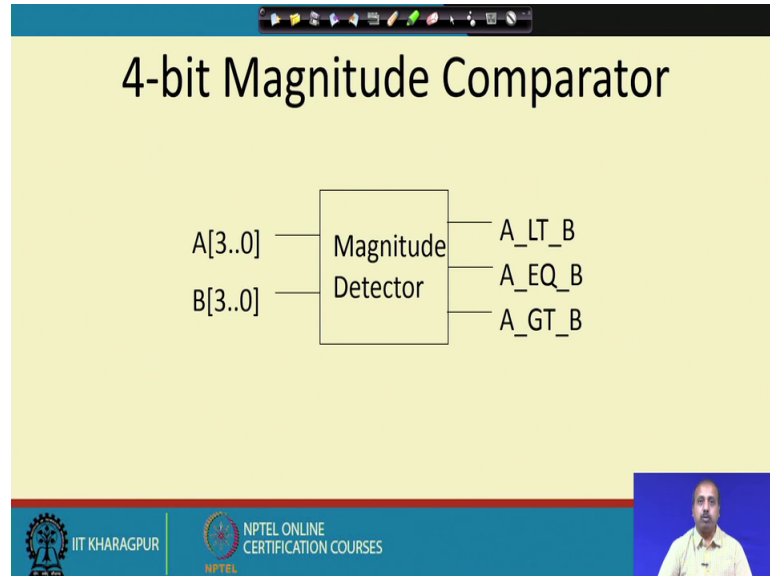 4-bit Magnitude Comparator
A[3..0]
B[3..0]
Magnitude
Detector
A_LT_B
A_EQ_B
A_GT_B
IIT KHARAGPUR
NPTEL
NPTEL ONLINE
CERTIFICATION COURSES